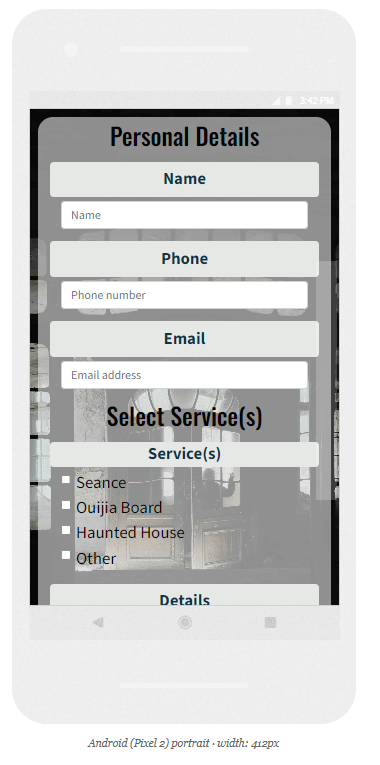 3:42 PM
Personal Details
Name
Name
Phone
Phone number
Email
Email address
Select Service(s)
Service(s)
Seance
Ouijia Board
Haunted House
Other
Details
Android (Pixel 2) portrait · width: 412px